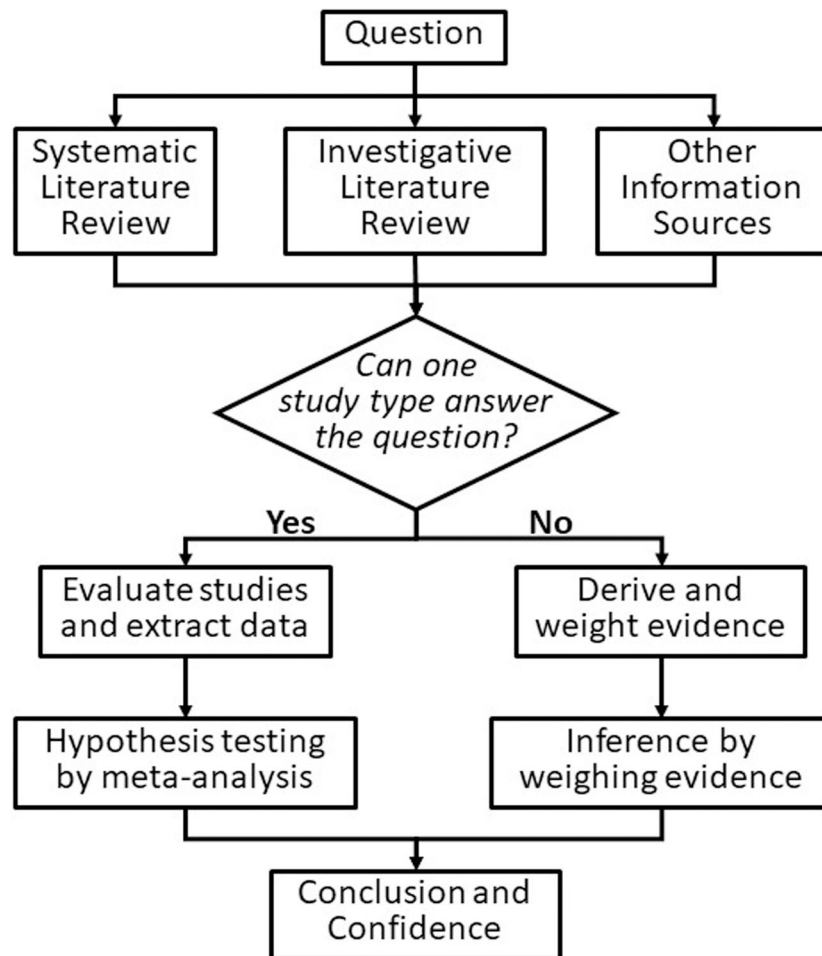 Question
Systematic
Literature
Review
Investigative
Literature
Review
Other
Information
Sources
Can one
study type answer
the question?
Yes
No
Evaluate studies
and extract data
Derive and
weight evidence
Hypothesis testing
by meta-analysis
Inference by
weighing evidence
Conclusion and
Confidence